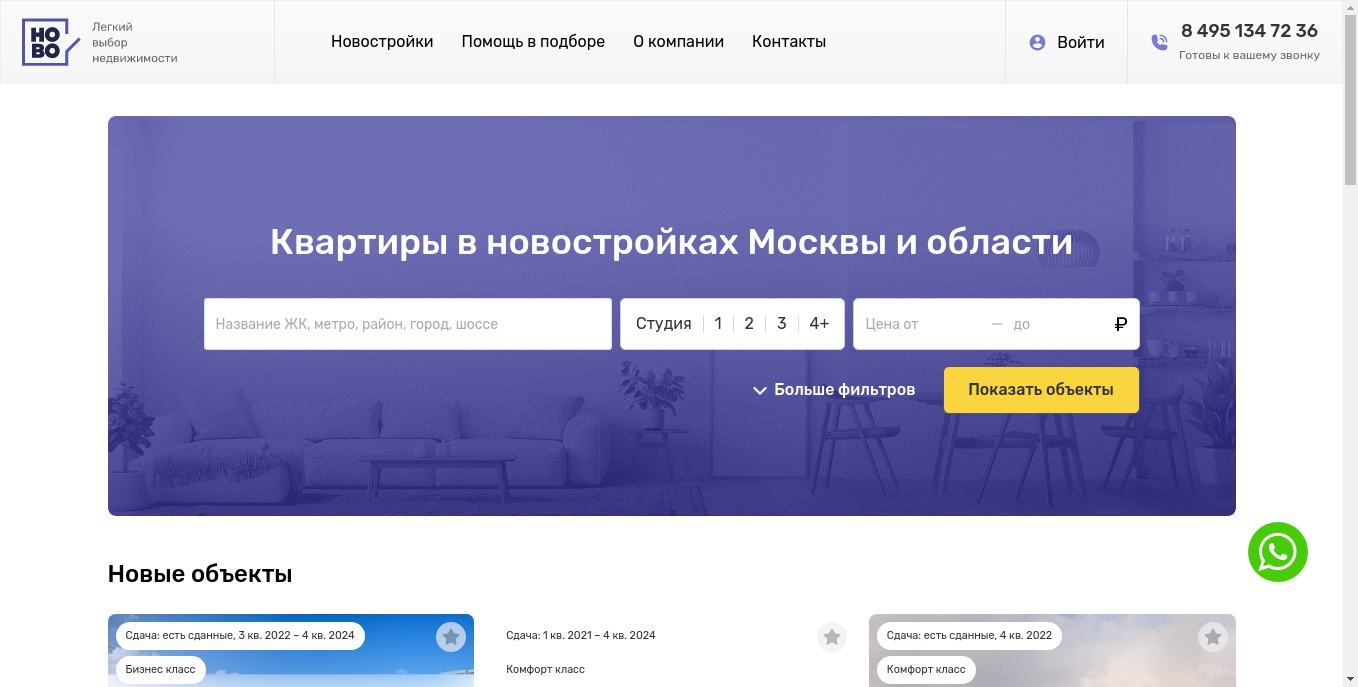 НОВО
Легкий
выбор
недвижимости
Новостройки
Помощь в подборе
О компании
Контакты
Войти
8 495 134 72 36
Готовы к вашему звонку
Квартиры в новостройках Москвы и области
Название ЖК, метро, район, город, шоссе
Студия 1 2 3 4+
Цена от — до ₽
Больше фильтров
Показать объекты
Новые объекты
Сдача: есть сданные, 3 кв. 2022 – 4 кв. 2024
Бизнес класс
Сдача: 1 кв. 2021 – 4 кв. 2024
Комфорт класс
Сдача: есть сданные, 4 кв. 2022
Комфорт класс